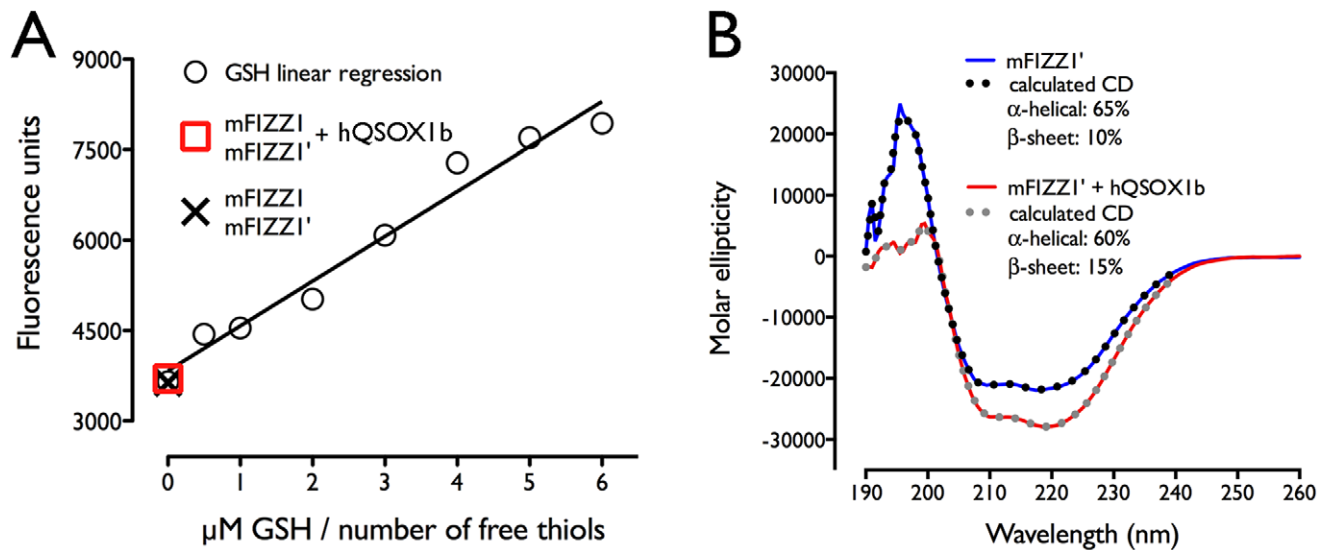 A
Fluorescence units
9000
7500
6000
4500
3000
GSH linear regression
mFIZZ1
mFIZZ1' + hQSOX1b
mFIZZ1
mFIZZ1'
0 1 2 3 4 5 6
µM GSH / number of free thiols
B
Molar ellipticity
30000
20000
10000
0
-10000
-20000
-30000
mFIZZ1'
calculated CD
α-helical: 65%
β-sheet: 10%
mFIZZ1' + hQSOX1b
calculated CD
α-helical: 60%
β-sheet: 15%
190 200 210 220 230 240 250 260
Wavelength (nm)